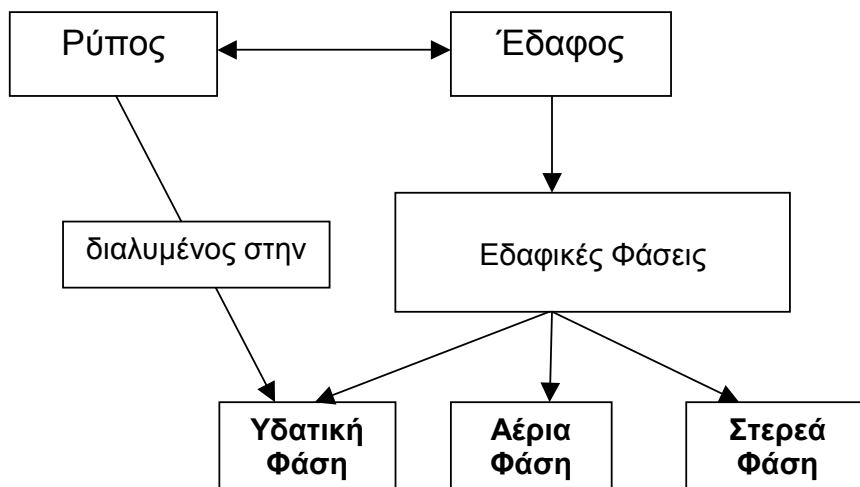 Ρύπος
Έδαφος
διαλυμένος στην
Εδαφικές Φάσεις
Υδατική
Φάση
Αέρια
Φάση
Στερεά
Φάση